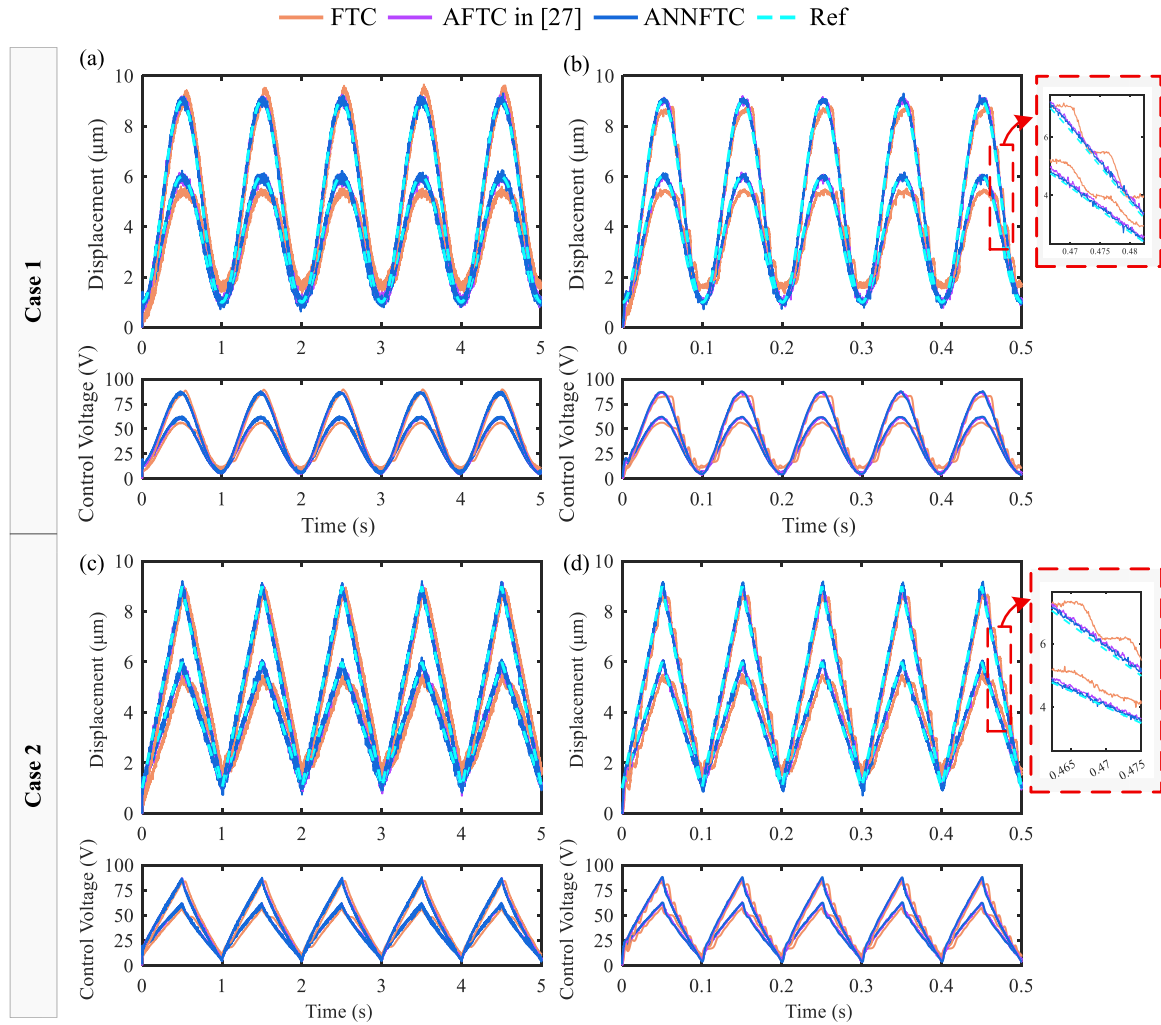 FTC AFTC in [27] ANNFTC Ref
Case 1
(a)
Displacement (μm)
10
8
6
4
2
0
0 1 2 3 4 5
Control Voltage (V)
100
75
50
25
0
0 1 2 3 4 5
Time (s)
(b)
Displacement (μm)
10
8
6
4
2
0
0 0.1 0.2 0.3 0.4 0.5
6
4
0.47 0.475 0.48
Control Voltage (V)
100
75
50
25
0
0 0.1 0.2 0.3 0.4 0.5
Time (s)
Case 2
(c)
Displacement (μm)
10
8
6
4
2
0
0 1 2 3 4 5
Control Voltage (V)
100
75
50
25
0
0 1 2 3 4 5
Time (s)
(d)
Displacement (μm)
10
8
6
4
2
0
0 0.1 0.2 0.3 0.4 0.5
6
4
0.465 0.47 0.475
Control Voltage (V)
100
75
50
25
0
0 0.1 0.2 0.3 0.4 0.5
Time (s)